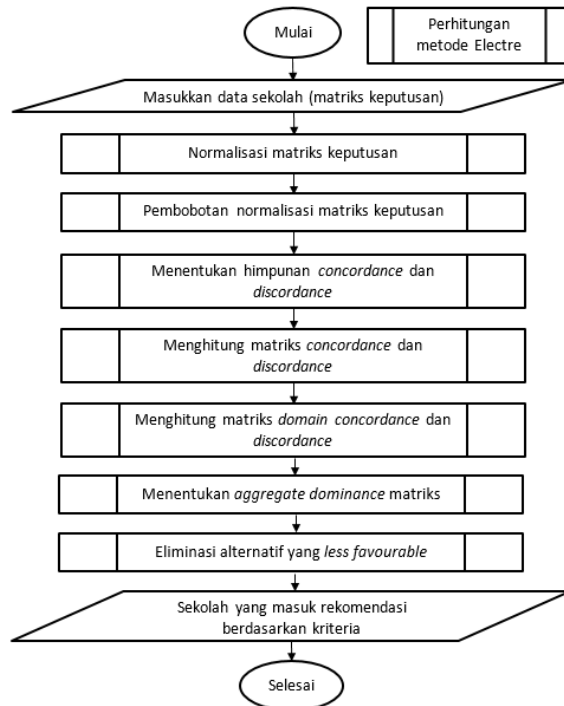 Mulai
Perhitungan
metode Electre
Masukkan data sekolah (matriks keputusan)
Normalisasi matriks keputusan
Pembobotan normalisasi matriks keputusan
Menentukan himpunan concordance dan
discordance
Menghitung matriks concordance dan
discordance
Menghitung matriks domain concordance dan
discordance
Menentukan aggregate dominance matriks
Eliminasi alternatif yang less favourable
Sekolah yang masuk rekomendasi
berdasarkan kriteria
Selesai